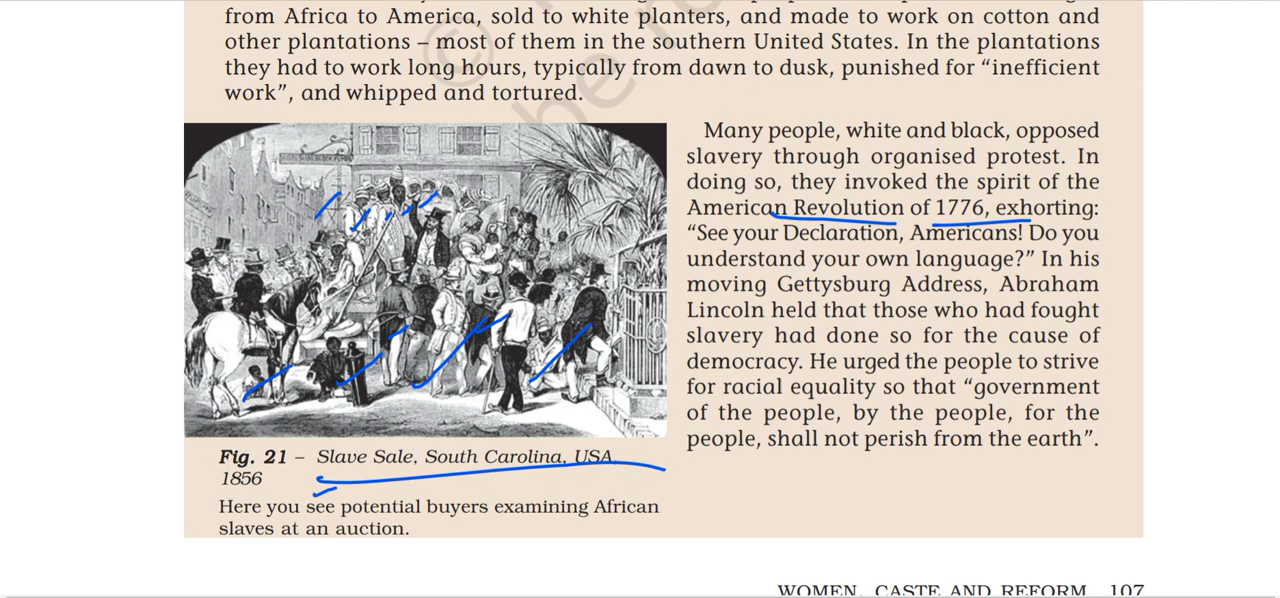 from Africa to America, sold to white planters, and made to work on cotton and
other plantations – most of them in the southern United States. In the plantations
they had to work long hours, typically from dawn to dusk, punished for “inefficient
work”, and whipped and tortured.
Many people, white and black, opposed
slavery through organised protest. In
doing so, they invoked the spirit of the
American Revolution of 1776, exhorting:
“See your Declaration, Americans! Do you
understand your own language?” In his
moving Gettysburg Address, Abraham
Lincoln held that those who had fought
slavery had done so for the cause of
democracy. He urged the people to strive
for racial equality so that “government
of the people, by the people, for the
people, shall not perish from the earth”.
Fig. 21 – Slave Sale, South Carolina, USA,
1856
Here you see potential buyers examining African
slaves at an auction.
WOMEN, CASTE AND REFORM 107